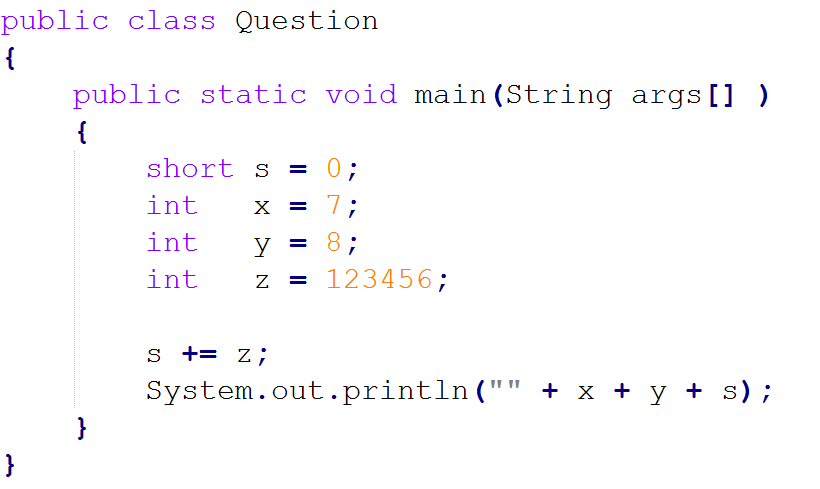 public class Question
{
    public static void main(String args[] )
    {
        short s = 0;
        int   x = 7;
        int   y = 8;
        int   z = 123456;

        s += z;
        System.out.println("" + x + y + s);
    }
}